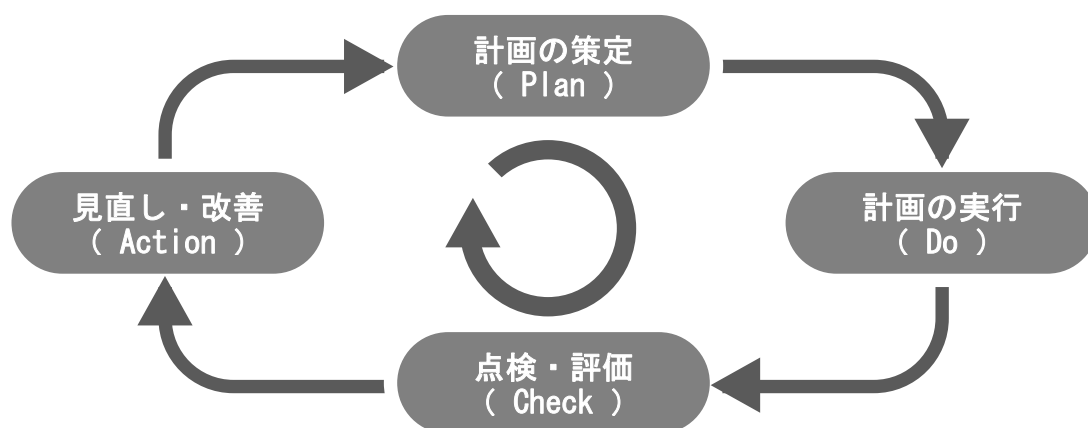 計画の策定
( Plan )
計画の実行
( Do )
点検・評価
( Check )
見直し・改善
( Action )